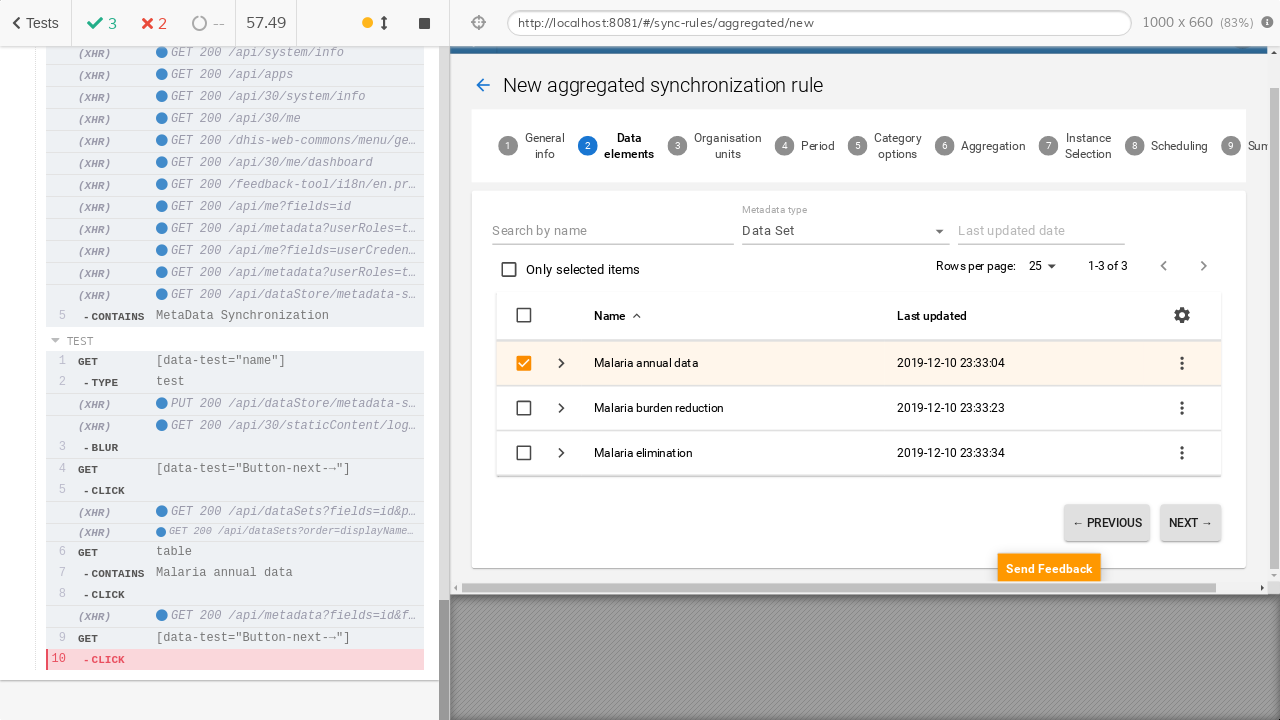 Tests 3 2 -- 57.49
http://localhost:8081/#/sync-rules/aggregated/new 1000 x 660 (83%)
(XHR) GET 200 /api/system/info
(XHR) GET 200 /api/apps
(XHR) GET 200 /api/30/system/info
(XHR) GET 200 /api/30/me
(XHR) GET 200 /dhis-web-commons/menu/ge...
(XHR) GET 200 /api/30/me/dashboard
(XHR) GET 200 /feedback-tool/i18n/en.pr...
(XHR) GET 200 /api/me?fields=id
(XHR) GET 200 /api/metadata?userRoles=t...
(XHR) GET 200 /api/me?fields=userCreden...
(XHR) GET 200 /api/metadata?userRoles=t...
(XHR) GET 200 /api/dataStore/metadata-s...
5 -CONTAINS MetaData Synchronization
TEST
1 GET [data-test="name"]
2 -TYPE test
(XHR) PUT 200 /api/dataStore/metadata-s...
(XHR) GET 200 /api/30/staticContent/log...
3 -BLUR
4 GET [data-test="Button-next-→"]
5 -CLICK
(XHR) GET 200 /api/dataSets?fields=id&p...
(XHR) GET 200 /api/dataSets?order=displayName...
6 GET table
7 -CONTAINS Malaria annual data
8 -CLICK
(XHR) GET 200 /api/metadata?fields=id&f...
9 GET [data-test="Button-next-→"]
10 -CLICK
New aggregated synchronization rule
1 General info
2 Data elements
3 Organisation units
4 Period
5 Category options
6 Aggregation
7 Instance Selection
8 Scheduling
9 Sum
Metadata type
Search by name Data Set Last updated date
Only selected items Rows per page: 25 1-3 of 3
Name Last updated
Malaria annual data 2019-12-10 23:33:04
Malaria burden reduction 2019-12-10 23:33:23
Malaria elimination 2019-12-10 23:33:34
← PREVIOUS NEXT →
Send Feedback